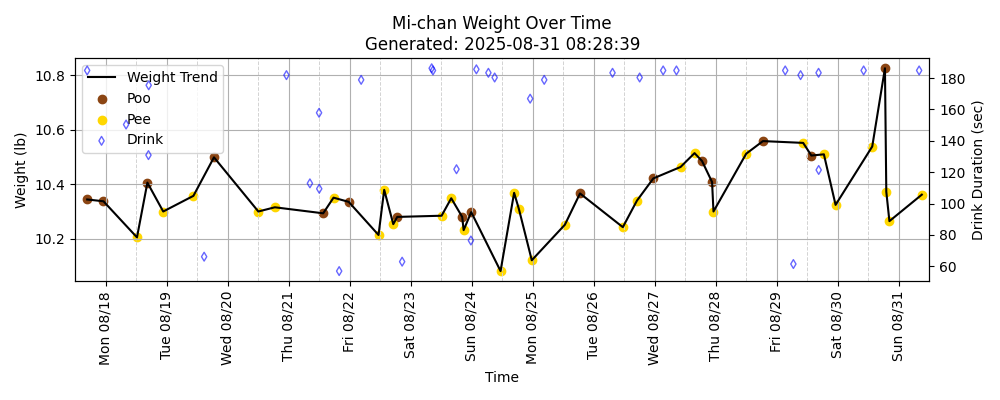 Mi-chan Weight Over Time
Generated: 2025-08-31 08:28:39
Weight (lb)
10.8
10.6
10.4
10.2
Weight Trend
Poo
Pee
Drink
180
160
140
120
100
80
60
Drink Duration (sec)
Mon 08/18
Tue 08/19
Wed 08/20
Thu 08/21
Fri 08/22
Sat 08/23
Sun 08/24
Mon 08/25
Tue 08/26
Wed 08/27
Thu 08/28
Fri 08/29
Sat 08/30
Sun 08/31
Time